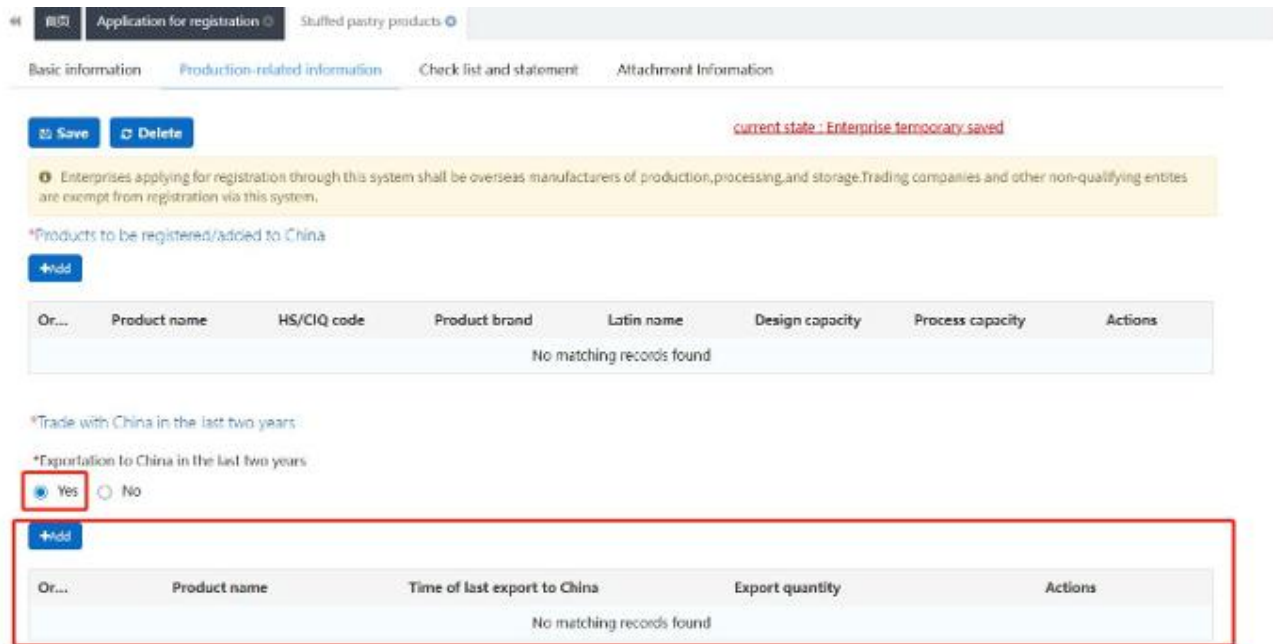 Application for registration
Stuffed pastry products
Basic information Production-related information Check list and statement Attachment Information
Save Delete current state : Enterprise temporary saved
Enterprises applying for registration through this system shall be overseas manufacturers of production,processing,and storage.Trading companies and other non-qualifying entites
are exempt from registration via this system.
*Products to be registered/added to China
+Add
Or... Product name HS/CIQ code Product brand Latin name Design capacity Process capacity Actions
No matching records found
*Trade with China in the last two years
*Exportation to China in the last two years
Yes No
+Add
Or... Product name Time of last export to China Export quantity Actions
No matching records found